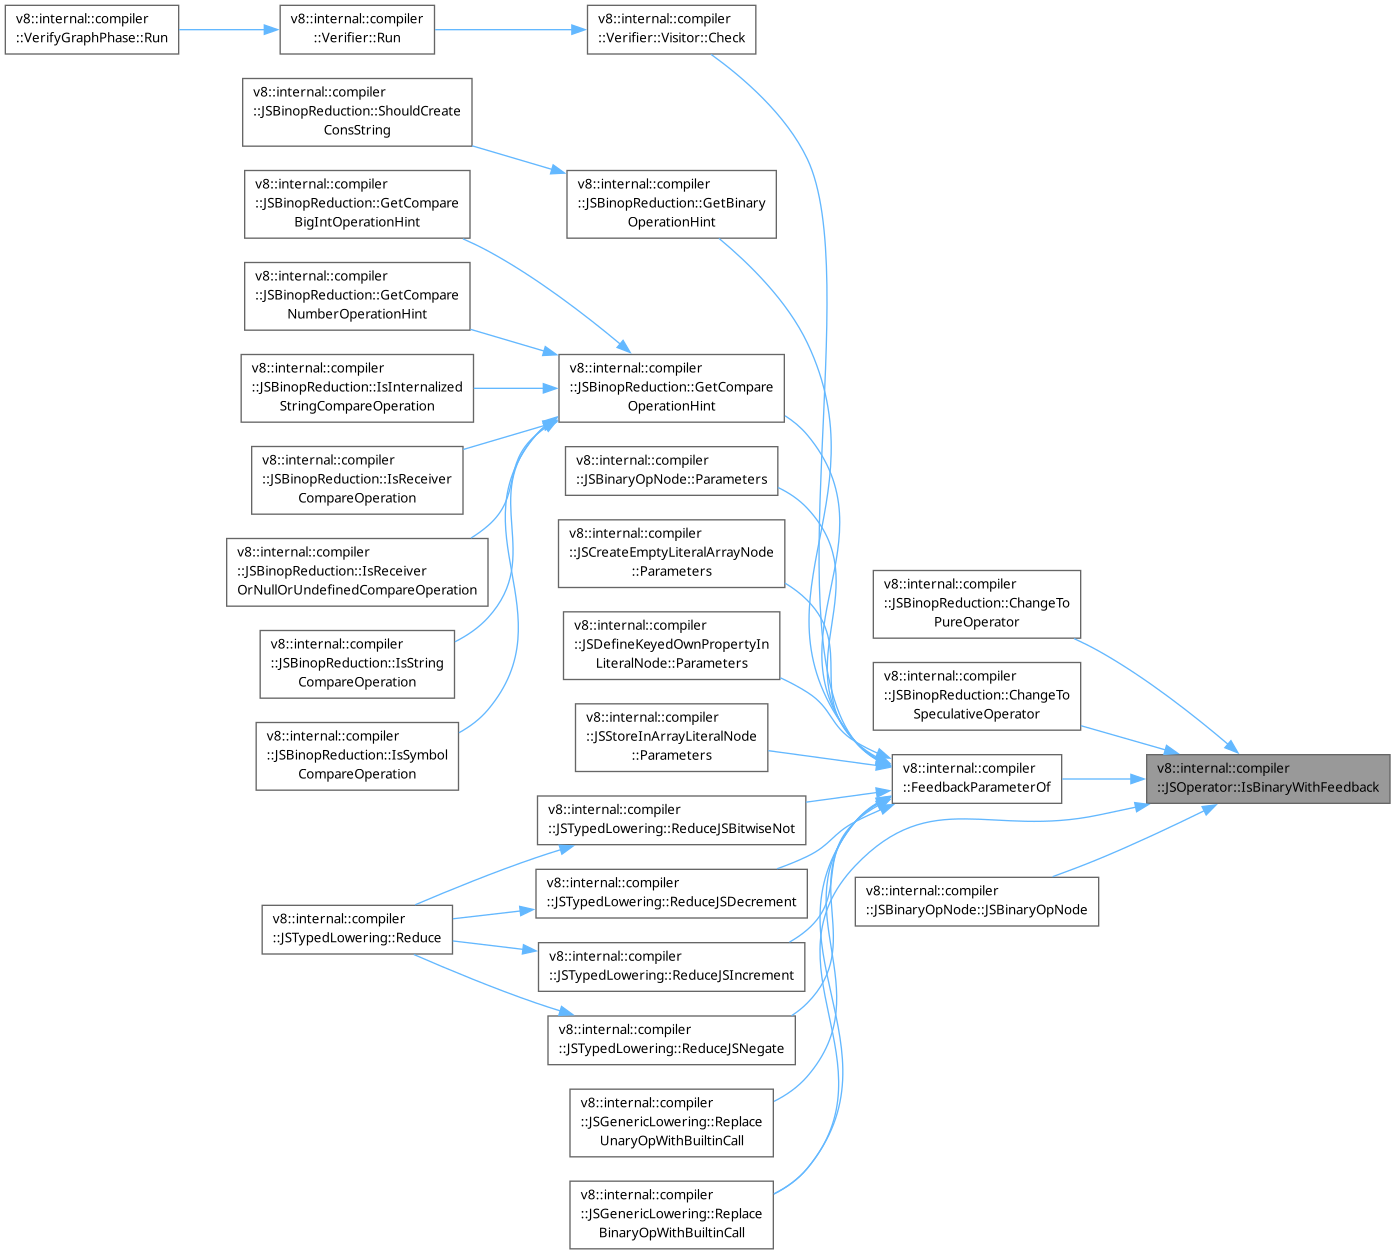 v8::internal::compiler
::VerifyGraphPhase::Run
v8::internal::compiler
::Verifier::Run
v8::internal::compiler
::Verifier::Visitor::Check
v8::internal::compiler
::JSBinopReduction::ShouldCreate
ConsString
v8::internal::compiler
::JSBinopReduction::GetCompare
BigIntOperationHint
v8::internal::compiler
::JSBinopReduction::GetBinary
OperationHint
v8::internal::compiler
::JSBinopReduction::GetCompare
NumberOperationHint
v8::internal::compiler
::JSBinopReduction::IsInternalized
StringCompareOperation
v8::internal::compiler
::JSBinopReduction::GetCompare
OperationHint
v8::internal::compiler
::JSBinopReduction::IsReceiver
CompareOperation
v8::internal::compiler
::JSBinaryOpNode::Parameters
v8::internal::compiler
::JSBinopReduction::IsReceiver
OrNullOrUndefinedCompareOperation
v8::internal::compiler
::JSCreateEmptyLiteralArrayNode
::Parameters
v8::internal::compiler
::JSBinopReduction::ChangeTo
PureOperator
v8::internal::compiler
::JSBinopReduction::IsString
CompareOperation
v8::internal::compiler
::JSDefineKeyedOwnPropertyIn
LiteralNode::Parameters
v8::internal::compiler
::JSBinopReduction::ChangeTo
SpeculativeOperator
v8::internal::compiler
::JSBinopReduction::IsSymbol
CompareOperation
v8::internal::compiler
::JSStoreInArrayLiteralNode
::Parameters
v8::internal::compiler
::FeedbackParameterOf
v8::internal::compiler
::JSOperator::IsBinaryWithFeedback
v8::internal::compiler
::JSTypedLowering::ReduceJSBitwiseNot
v8::internal::compiler
::JSTypedLowering::ReduceJSDecrement
v8::internal::compiler
::JSBinaryOpNode::JSBinaryOpNode
v8::internal::compiler
::JSTypedLowering::Reduce
v8::internal::compiler
::JSTypedLowering::ReduceJSIncrement
v8::internal::compiler
::JSTypedLowering::ReduceJSNegate
v8::internal::compiler
::JSGenericLowering::Replace
UnaryOpWithBuiltinCall
v8::internal::compiler
::JSGenericLowering::Replace
BinaryOpWithBuiltinCall